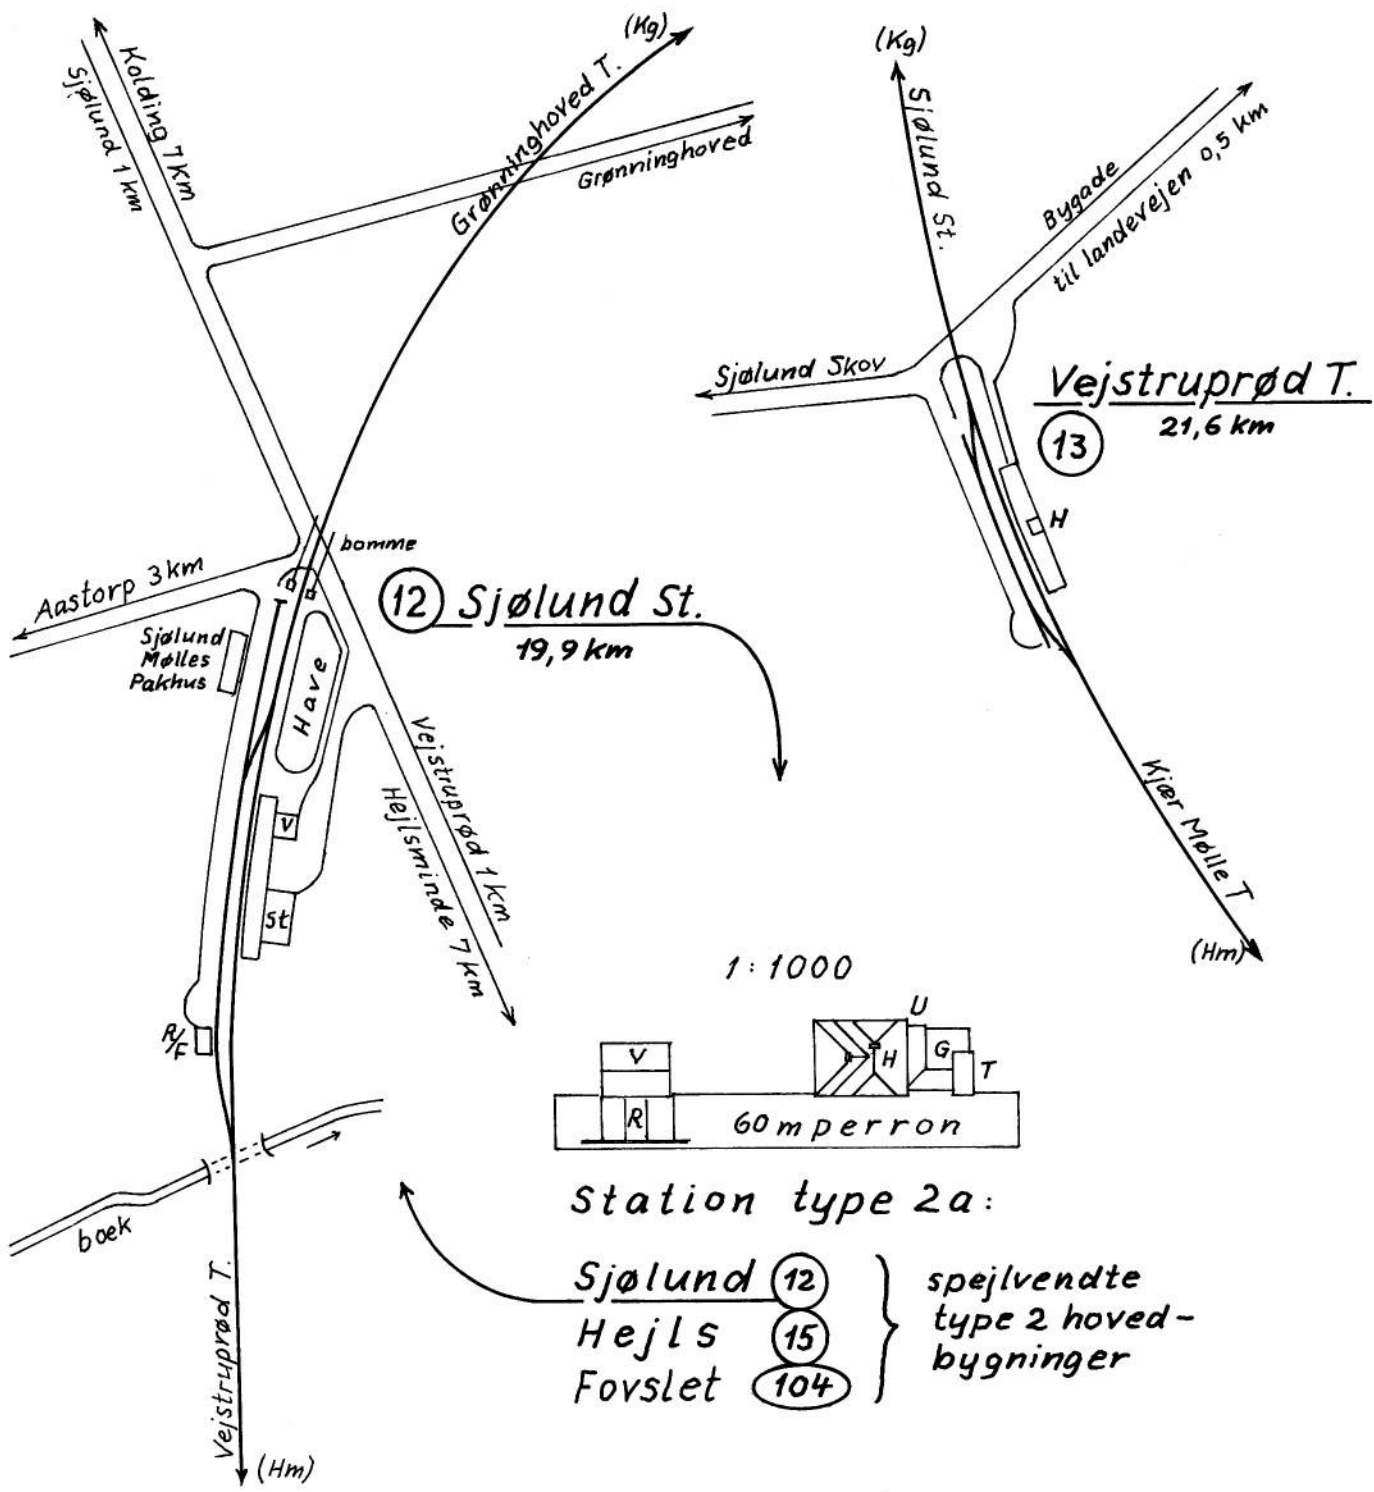 (Kg)
Kolding 7 km
Sjølund 1 km
Grønninghoved T.
Grønninghoved
bomme
Aastorp 3 km
12 Sjølund St.
19,9 km
Sjølund
Mølles
Pakhus
Have
V
St
R/F
Vejstruprød 1 km
Hejlsminde 7 km
bæk
Vejstruprød T.
(Hm)
(Kg)
Sjølund St.
Bygade
til landevejen 0,5 km
Sjølund Skov
Vejstruprød T.
21,6 km
13
H
Kjær Mølle T
(Hm)
1:1000
V
R
H
U
G
T
60 m perron
Station type 2a:
Sjølund 12
Hejls 15
Fovslet 104
spejlvendte
type 2 hoved-
bygninger